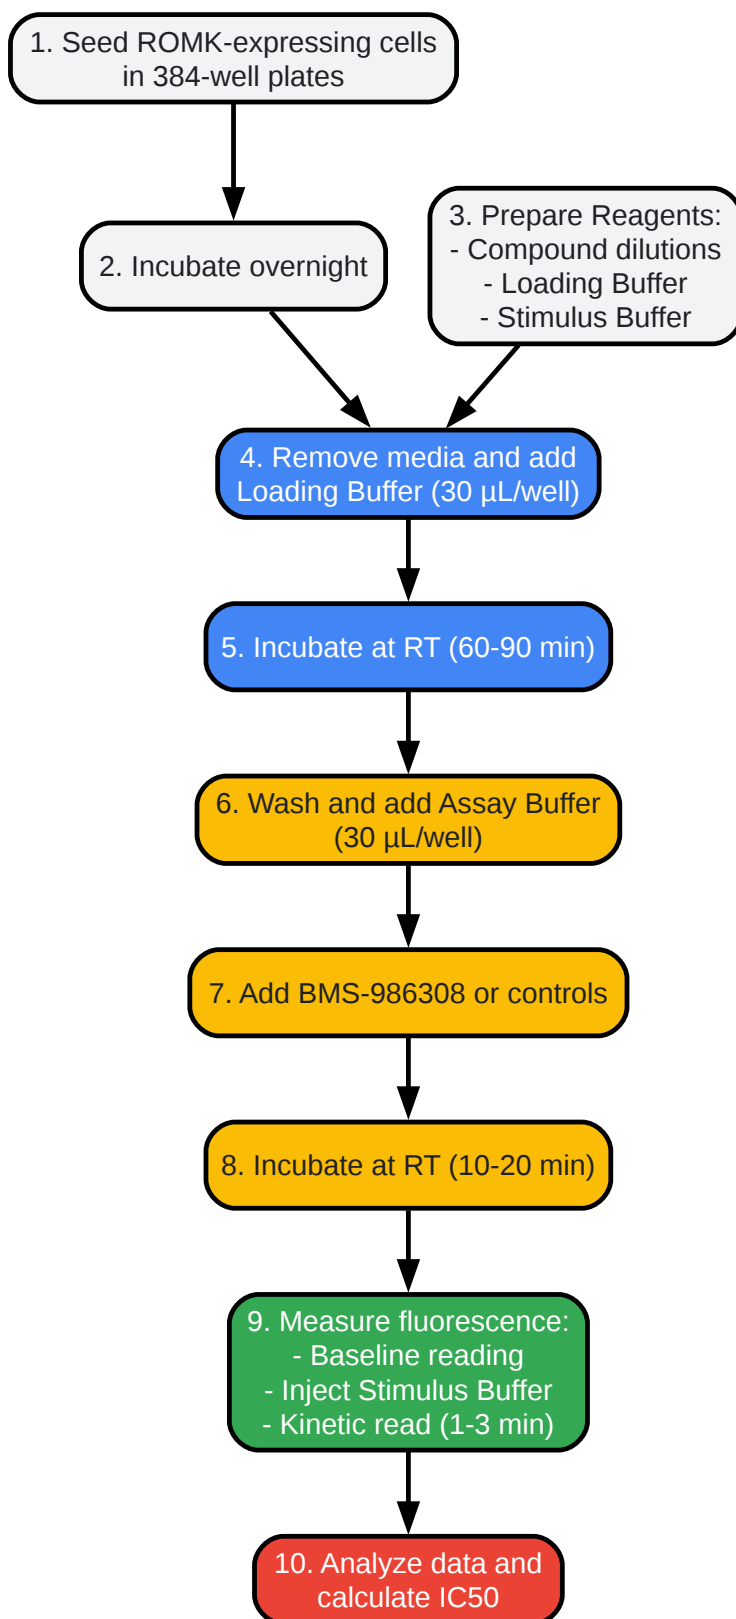 1. Seed ROMK-expressing cells
in 384-well plates
2. Incubate overnight
3. Prepare Reagents:
- Compound dilutions
- Loading Buffer
- Stimulus Buffer
4. Remove media and add
Loading Buffer (30 µL/well)
5. Incubate at RT (60-90 min)
6. Wash and add Assay Buffer
(30 µL/well)
7. Add BMS-986308 or controls
8. Incubate at RT (10-20 min)
9. Measure fluorescence:
- Baseline reading
- Inject Stimulus Buffer
- Kinetic read (1-3 min)
10. Analyze data and
calculate IC50